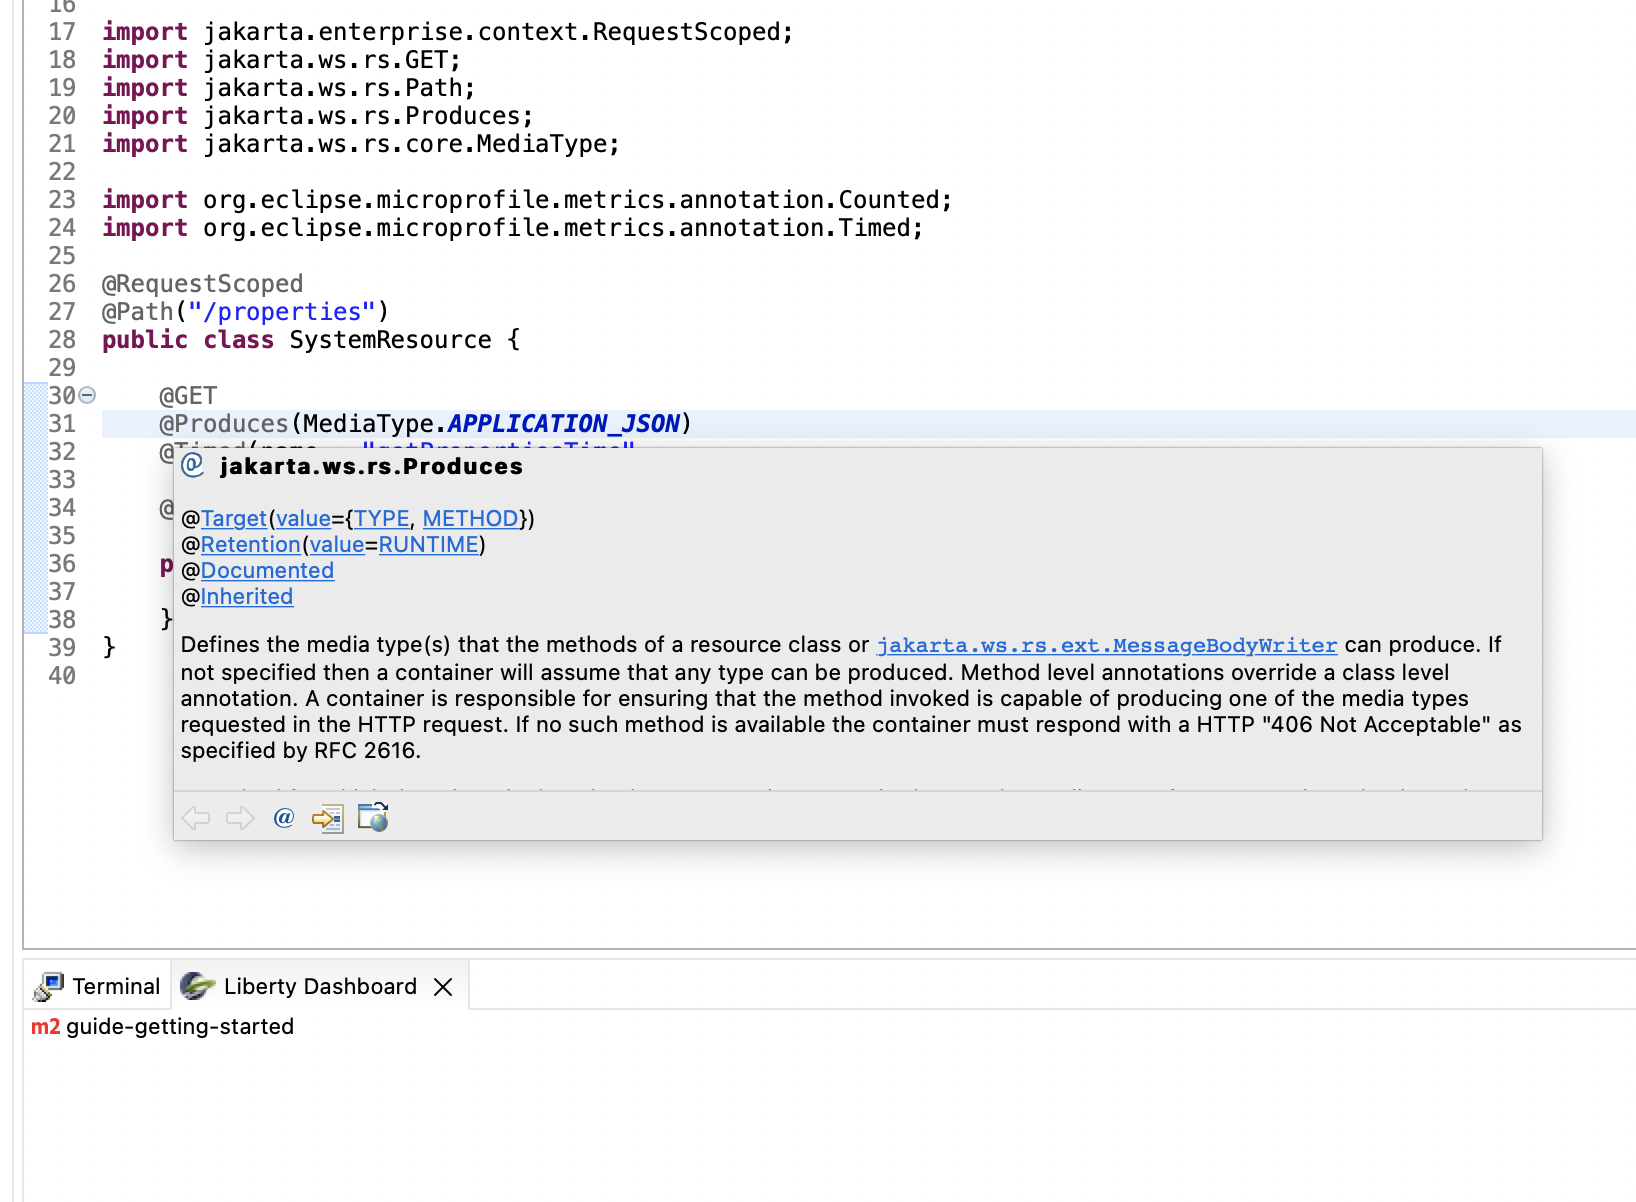 16
17 import jakarta.enterprise.context.RequestScoped;
18 import jakarta.ws.rs.GET;
19 import jakarta.ws.rs.Path;
20 import jakarta.ws.rs.Produces;
21 import jakarta.ws.rs.core.MediaType;
22
23 import org.eclipse.microprofile.metrics.annotation.Counted;
24 import org.eclipse.microprofile.metrics.annotation.Timed;
25
26 @RequestScoped
27 @Path("/properties")
28 public class SystemResource {
29
30 @GET
31 @Produces(MediaType.APPLICATION_JSON)
32 @Timed(name = "getPropertiesTime"
33
34 @
35
36 p
37
38 }
39 }
40
jakarta.ws.rs.Produces
@Target(value={TYPE, METHOD})
@Retention(value=RUNTIME)
@Documented
@Inherited
Defines the media type(s) that the methods of a resource class or jakarta.ws.rs.ext.MessageBodyWriter can produce. If
not specified then a container will assume that any type can be produced. Method level annotations override a class level
annotation. A container is responsible for ensuring that the method invoked is capable of producing one of the media types
requested in the HTTP request. If no such method is available the container must respond with a HTTP "406 Not Acceptable" as
specified by RFC 2616.
Terminal
Liberty Dashboard
m2 guide-getting-started